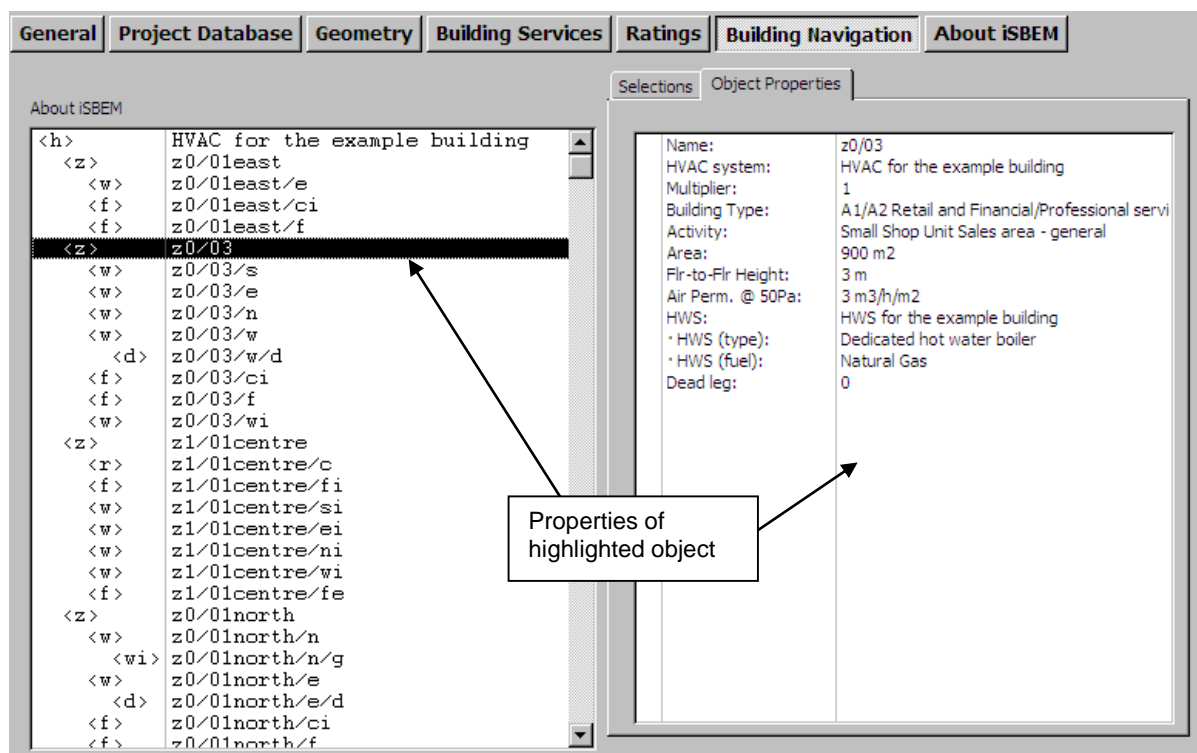 General Project Database Geometry Building Services Ratings Building Navigation About iSBEM
Selections Object Properties
About iSBEM
<h> HVAC for the example building
<z> z0/01east
<w> z0/01east/e
<f> z0/01east/ci
<f> z0/01east/f
<z> z0/03
<w> z0/03/s
<w> z0/03/e
<w> z0/03/n
<w> z0/03/w
<d> z0/03/w/d
<f> z0/03/ci
<f> z0/03/f
<w> z0/03/wi
<z> z1/01centre
<r> z1/01centre/c
<f> z1/01centre/fi
<w> z1/01centre/si
<w> z1/01centre/ei
<w> z1/01centre/ni
<w> z1/01centre/wi
<f> z1/01centre/fe
<z> z0/01north
<w> z0/01north/n
<wi> z0/01north/n/g
<w> z0/01north/e
<d> z0/01north/e/d
<f> z0/01north/ci
<f> z0/01north/f
Name: z0/03
HVAC system: HVAC for the example building
Multiplier: 1
Building Type: A1/A2 Retail and Financial/Professional servi
Activity: Small Shop Unit Sales area - general
Area: 900 m2
Flr-to-Flr Height: 3 m
Air Perm. @ 50Pa: 3 m3/h/m2
HWS: HWS for the example building
· HWS (type): Dedicated hot water boiler
· HWS (fuel): Natural Gas
Dead leg: 0
Properties of
highlighted object